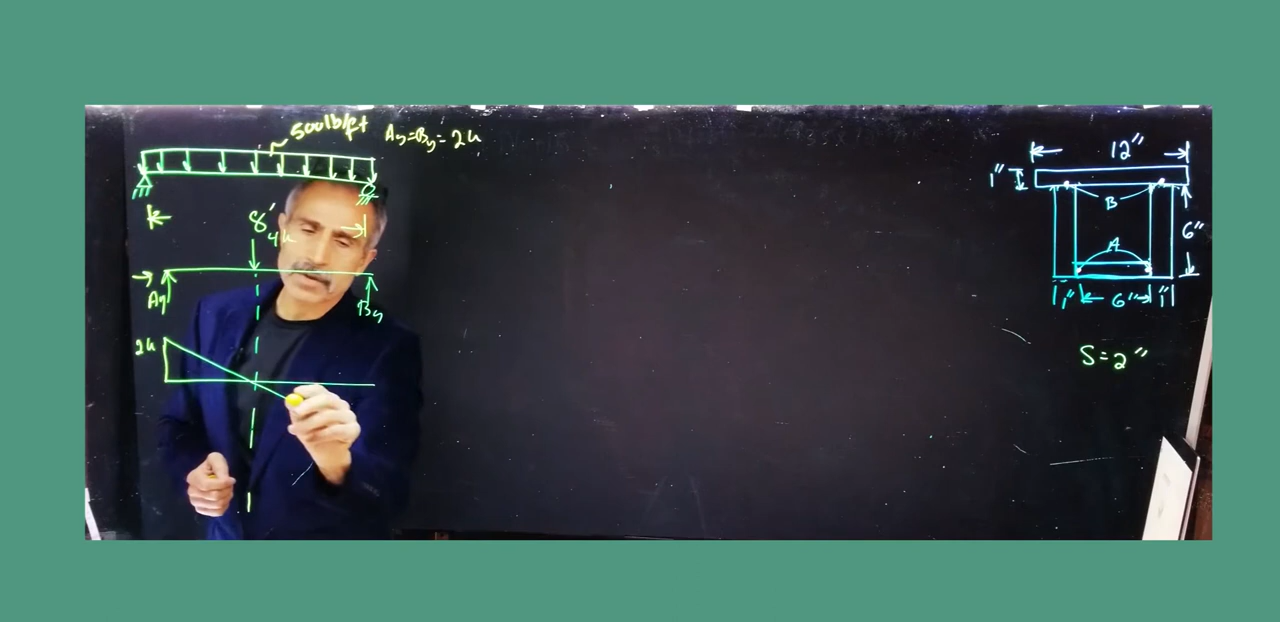 500lb/ft
Ay=By=2k
8'
4k
Ay
By
2k
12"
1"
B
6"
A
1" 6" 1"
S=2"